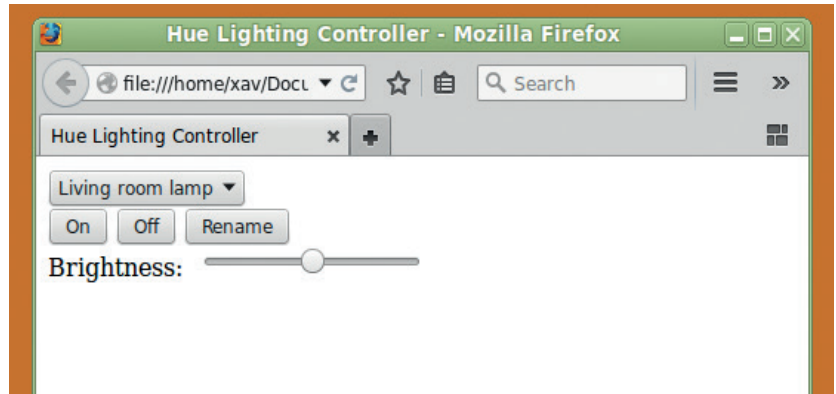 Hue Lighting Controller - Mozilla Firefox
file:///home/xav/Docu
Search
Hue Lighting Controller
Living room lamp
On Off Rename
Brightness: